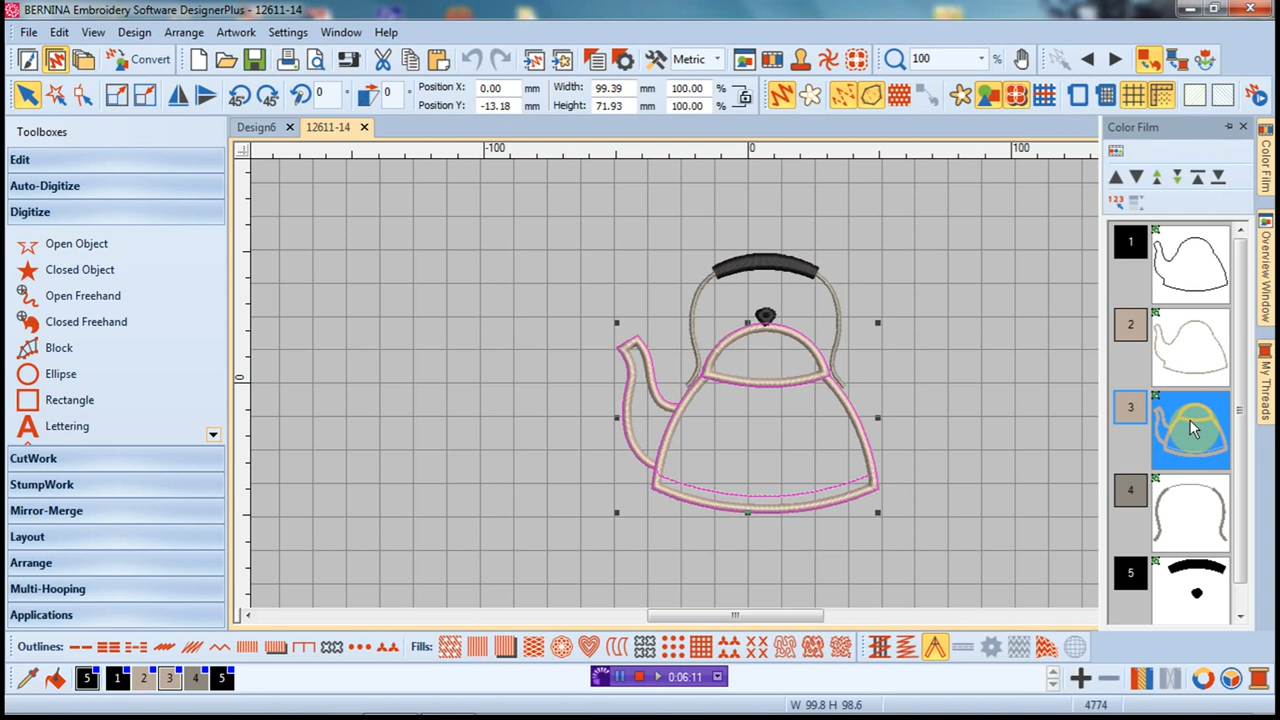 BERNINA Embroidery Software DesignerPlus - 12611-14
File Edit View Design Arrange Artwork Settings Window Help
Convert Metric 100 %
45 45 0 0 Position X: 0.00 mm Width: 99.39 mm 100.00 %
Position Y: -13.18 mm Height: 71.93 mm 100.00 %
Toolboxes
Design6 12611-14
Color Film
Edit
Auto-Digitize
Digitize
Open Object
Closed Object
Open Freehand
Closed Freehand
Block
Ellipse
Rectangle
Lettering
CutWork
StumpWork
Mirror-Merge
Layout
Arrange
Multi-Hooping
Applications
-100 0 100
0
123
1
2
3
4
5
Color Film
Overview Window
My Threads
Outlines: Fills:
5 1 2 3 4 5
0:06:11
W 99.8 H 98.6 4774